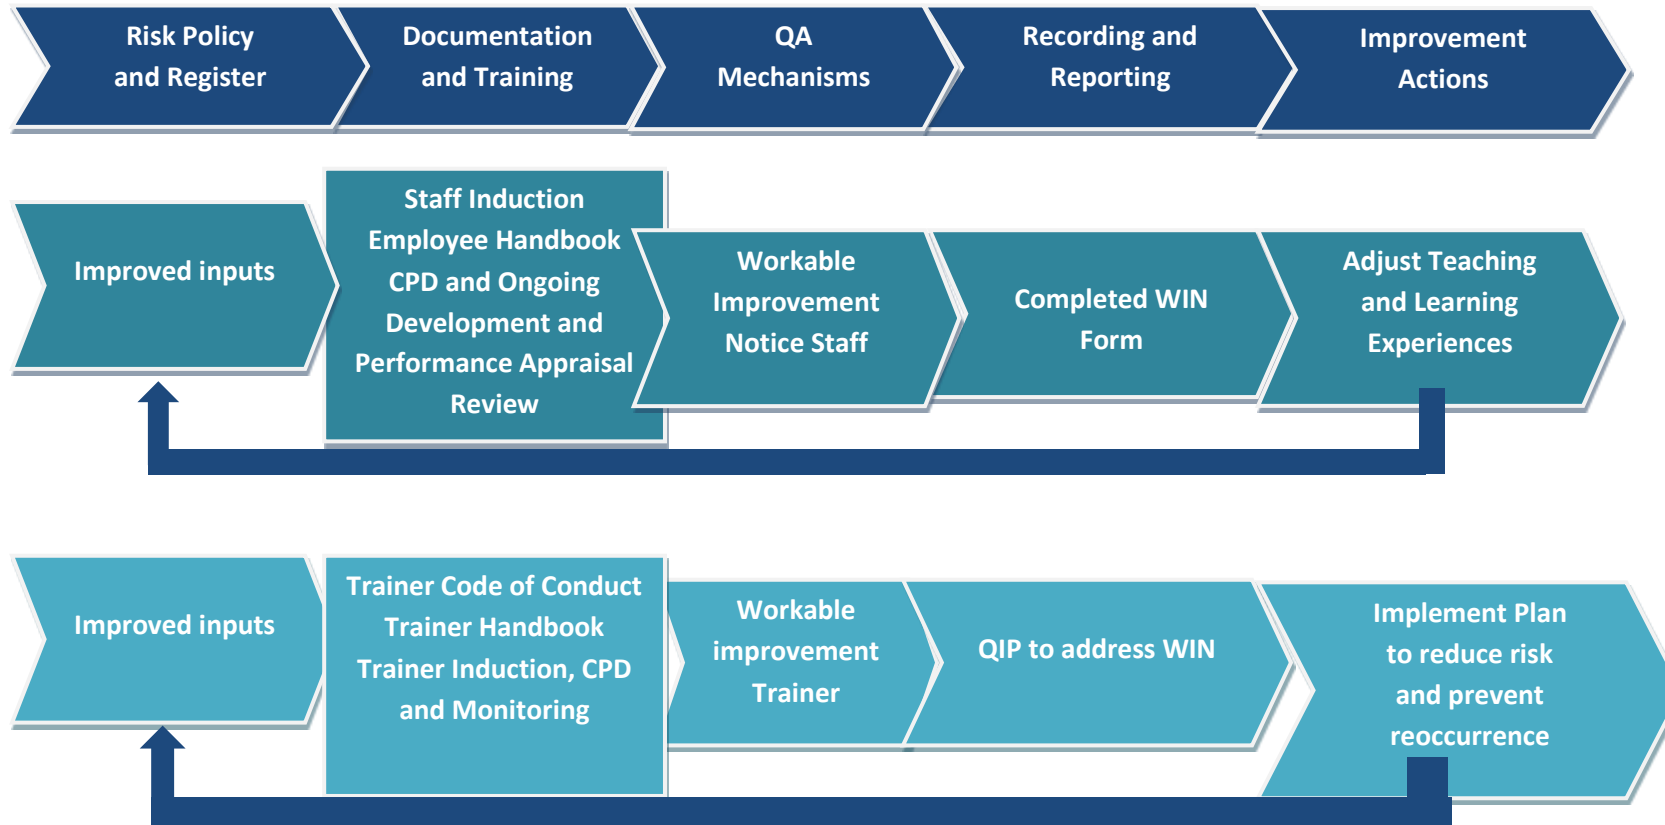 Risk Policy
and Register
Documentation
and Training
QA
Mechanisms
Recording and
Reporting
Improvement
Actions
Improved inputs
Staff Induction
Employee Handbook
CPD and Ongoing
Development and
Performance Appraisal
Review
Workable
Improvement
Notice Staff
Completed WIN
Form
Adjust Teaching
and Learning
Experiences
Improved inputs
Trainer Code of Conduct
Trainer Handbook
Trainer Induction, CPD
and Monitoring
Workable
improvement
Trainer
QIP to address WIN
Implement Plan
to reduce risk
and prevent
reoccurrence